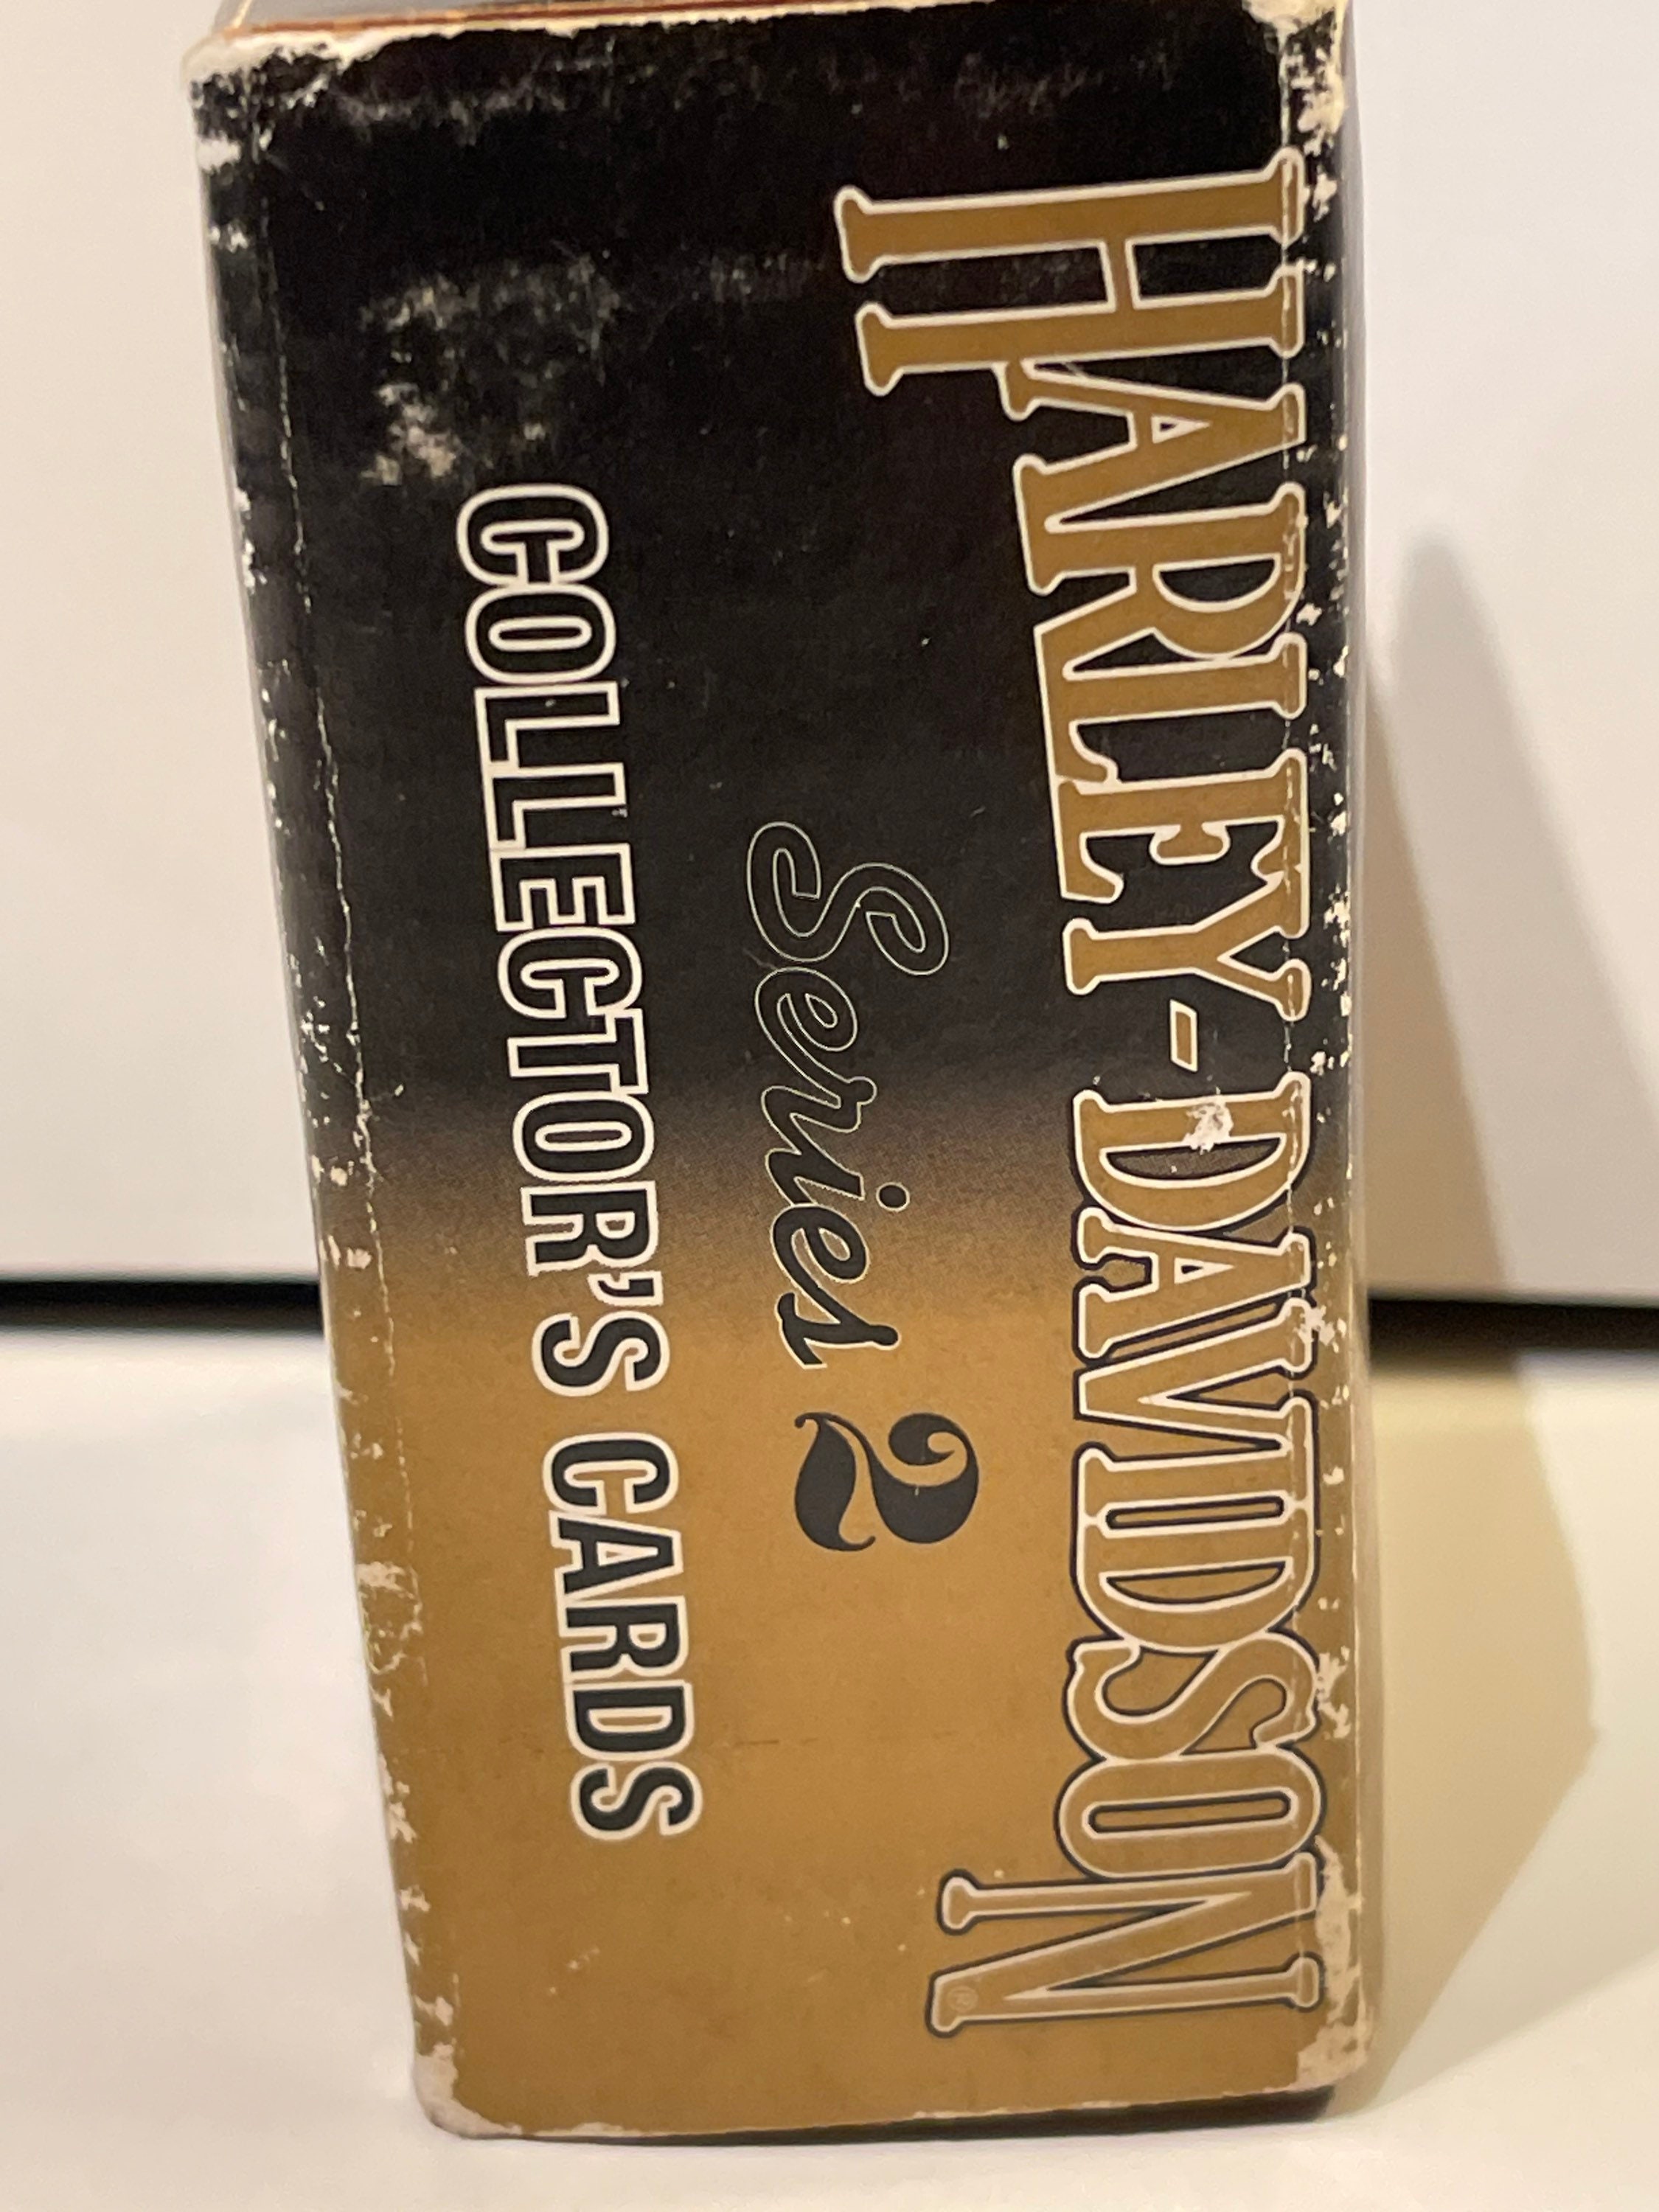 HARLEY-DAVIDSON®
Series 2
COLLECTOR'S CARDS